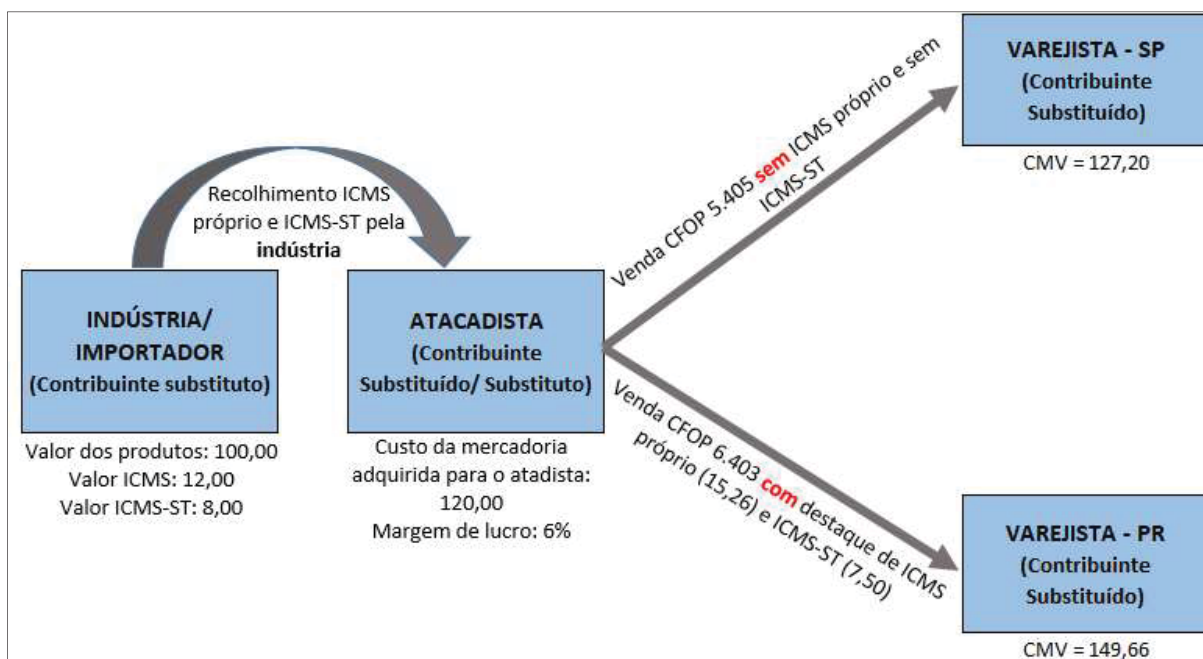 Recolhimento ICMS
próprio e ICMS-ST pela
indústria
INDÚSTRIA/
IMPORTADOR
(Contribuinte substituto)
Valor dos produtos: 100,00
Valor ICMS: 12,00
Valor ICMS-ST: 8,00
ATACADISTA
(Contribuinte
Substituído/ Substituto)
Custo da mercadoria
adquirida para o atadista:
120,00
Margem de lucro: 6%
Venda CFOP 5.405 sem ICMS próprio e sem
ICMS-ST
VAREJISTA - SP
(Contribuinte
Substituído)
CMV = 127,20
Venda CFOP 6.403 com destaque de ICMS
próprio (15,26) e ICMS-ST (7,50)
VAREJISTA - PR
(Contribuinte
Substituído)
CMV = 149,66